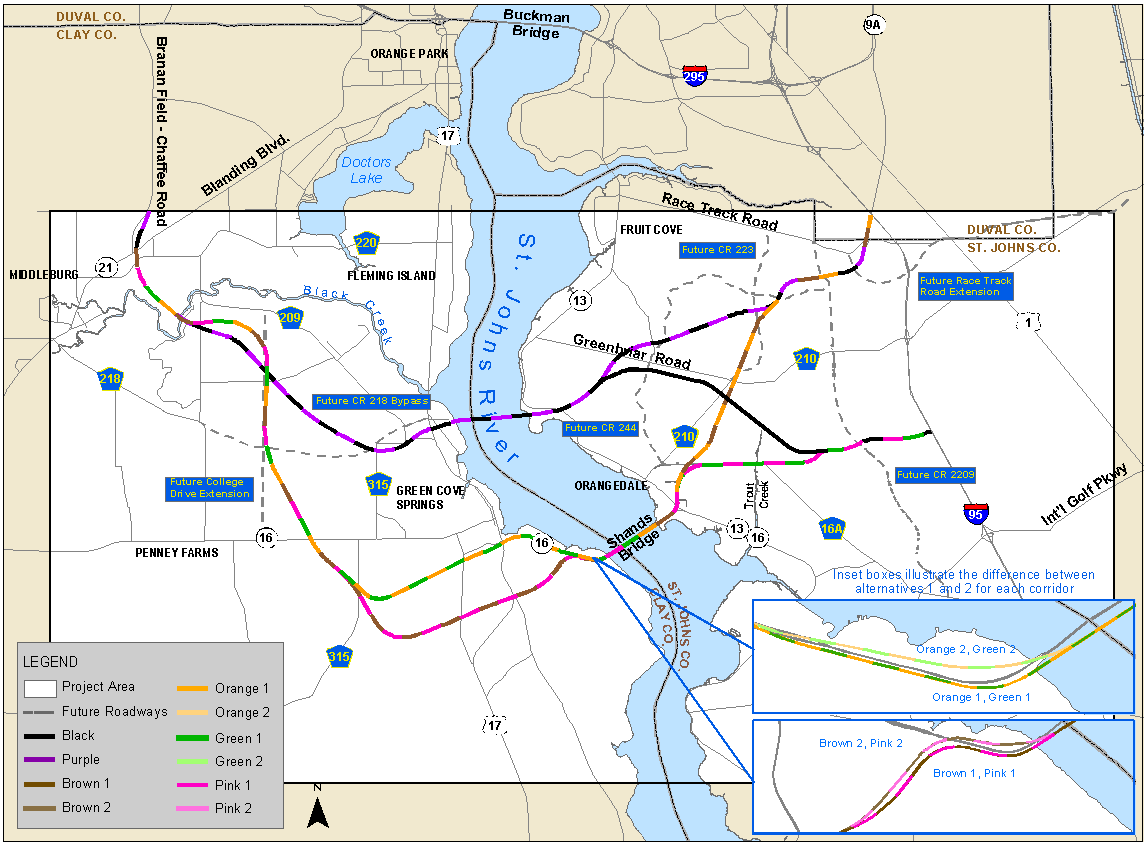 DUVAL CO.
CLAY CO.
Buckman
Bridge
9A
ORANGE PARK
295
Branan Field - Chaffee Road
17
Blanding Blvd.
Doctors
Lake
Race Track Road
FRUIT COVE
DUVAL CO.
ST. JOHNS CO.
220
Future CR 223
MIDDLEBURG
21
FLEMING ISLAND
St. Johns River
Future Race Track
Road Extension
Black Creek
13
209
1
Greenbriar Road
210
218
Future CR 218 Bypass
Future CR 244
210
Future College
Drive Extension
315
GREEN COVE
SPRINGS
ORANGEDALE
Trout
Creek
Future CR 2209
Int'l Golf Pkwy
95
16
PENNEY FARMS
16
Shands
Bridge
13
16
16A
Inset boxes illustrate the difference between
alternatives 1 and 2 for each corridor
ST. JOHNS CO.
CLAY CO.
315
17
Orange 2, Green 2
Orange 1, Green 1
Brown 2, Pink 2
Brown 1, Pink 1
LEGEND
Project Area
Future Roadways
Black
Purple
Brown 1
Brown 2
Orange 1
Orange 2
Green 1
Green 2
Pink 1
Pink 2
N